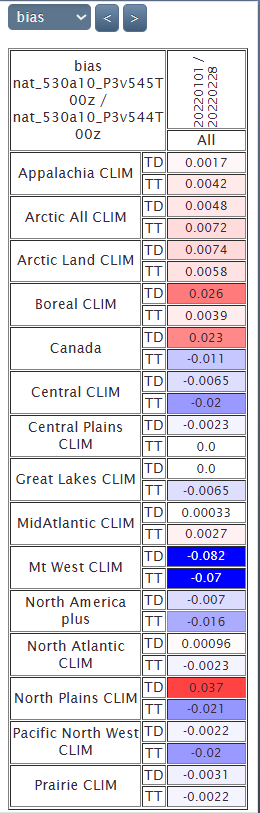 bias
<
>
bias
nat_530a10_P3v545T
00z /
nat_530a10_P3v544T
00z
20220101 /
20220228
All
Appalachia CLIM
TD 0.0017
TT 0.0042
Arctic All CLIM
TD 0.0048
TT 0.0072
Arctic Land CLIM
TD 0.0074
TT 0.0058
Boreal CLIM
TD 0.026
TT 0.0039
Canada
TD 0.023
TT -0.011
Central CLIM
TD -0.0065
TT -0.02
Central Plains
CLIM
TD -0.0023
TT 0.0
Great Lakes CLIM
TD 0.0
TT -0.0065
MidAtlantic CLIM
TD 0.00033
TT 0.0027
Mt West CLIM
TD -0.082
TT -0.07
North America
plus
TD -0.007
TT -0.016
North Atlantic
CLIM
TD 0.00096
TT -0.0023
North Plains CLIM
TD 0.037
TT -0.021
Pacific North West
CLIM
TD -0.0022
TT -0.02
Prairie CLIM
TD -0.0031
TT -0.0022